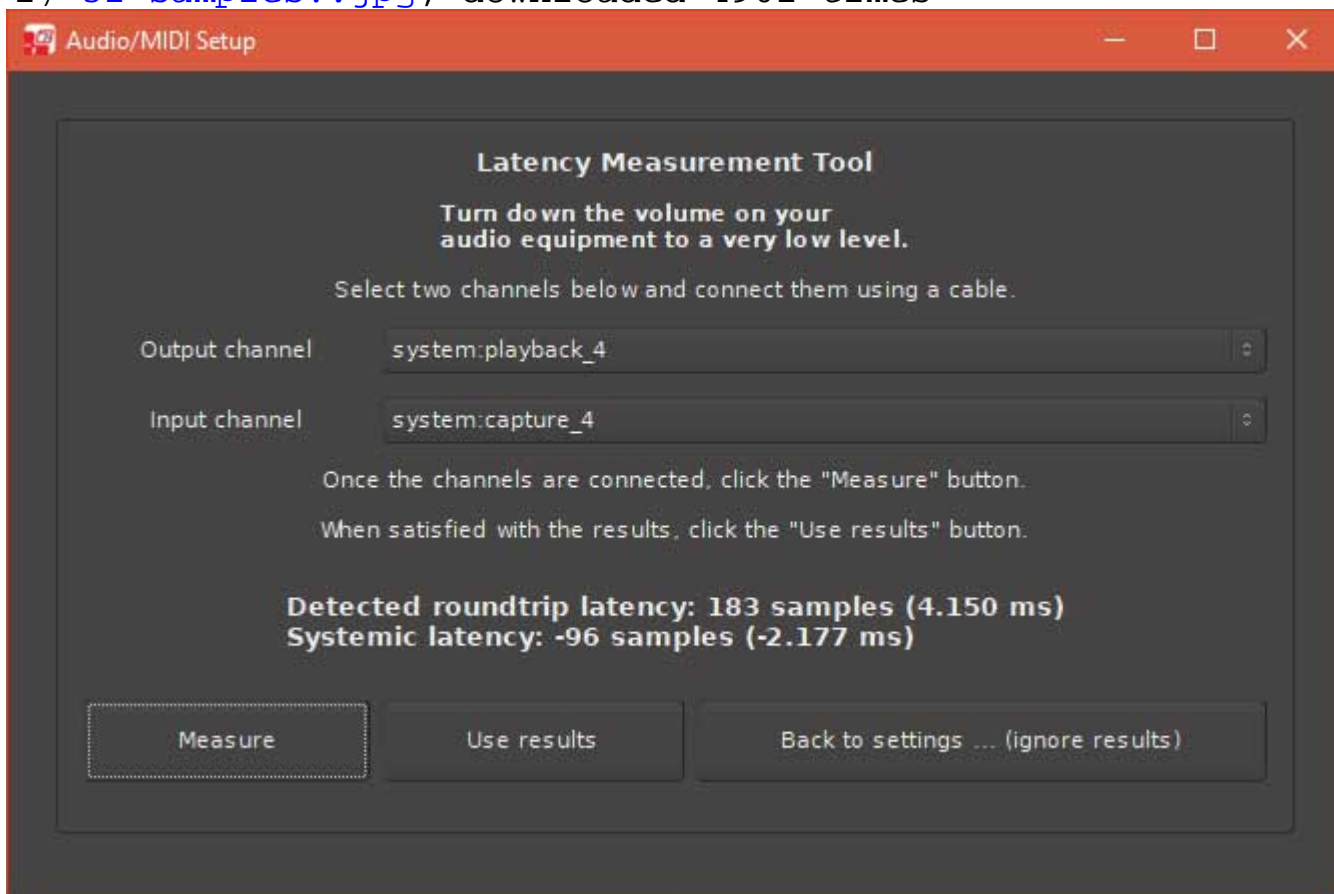 downloaded times
Audio/MIDI Setup
Latency Measurement Tool
Turn down the volume on your
audio equipment to a very low level.
Select two channels below and connect them using a cable.
Output channel system:playback_4
Input channel system:capture_4
Once the channels are connected, click the "Measure" button.
When satisfied with the results, click the "Use results" button.
Detected roundtrip latency: 183 samples (4.150 ms)
Systemic latency: -96 samples (-2.177 ms)
Measure Use results Back to settings ... (ignore results)